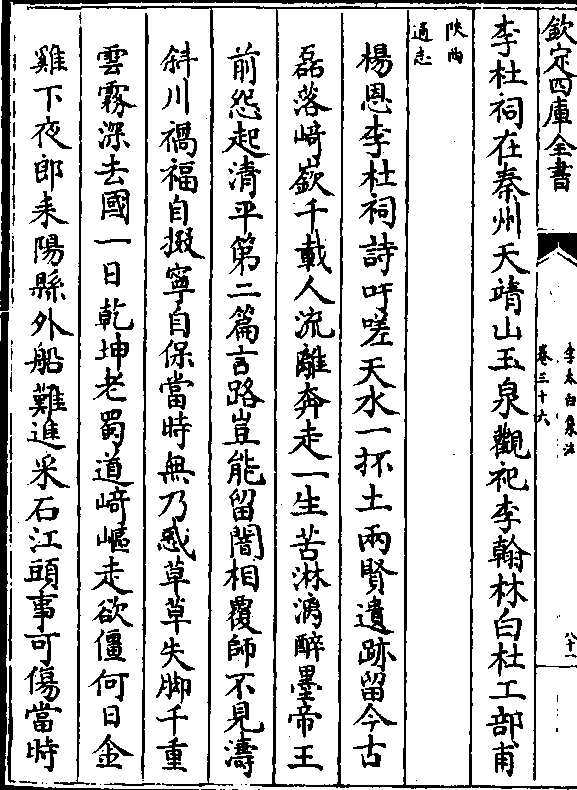 欽定四庫全書
李太白集注
卷三十六
八十一
李杜祠在秦州天靖山玉泉觀祀李翰林白杜工部甫
陜西
通志
楊恩李杜祠詩吁嗟天水一抔土兩賢遺跡留今古
磊落嶔𡽱千載人流離奔走一生苦淋漓醉墨帝王
前怨起清平第二篇言路豈能留闇相覆師不見濤
斜川禍福自掇寧自保當時無乃惑草草失脚千重
雲霧深去國一日乾坤老蜀道崎嶇走欲僵何日金
雞下夜郎耒陽縣外船難進采石江頭事可傷當時